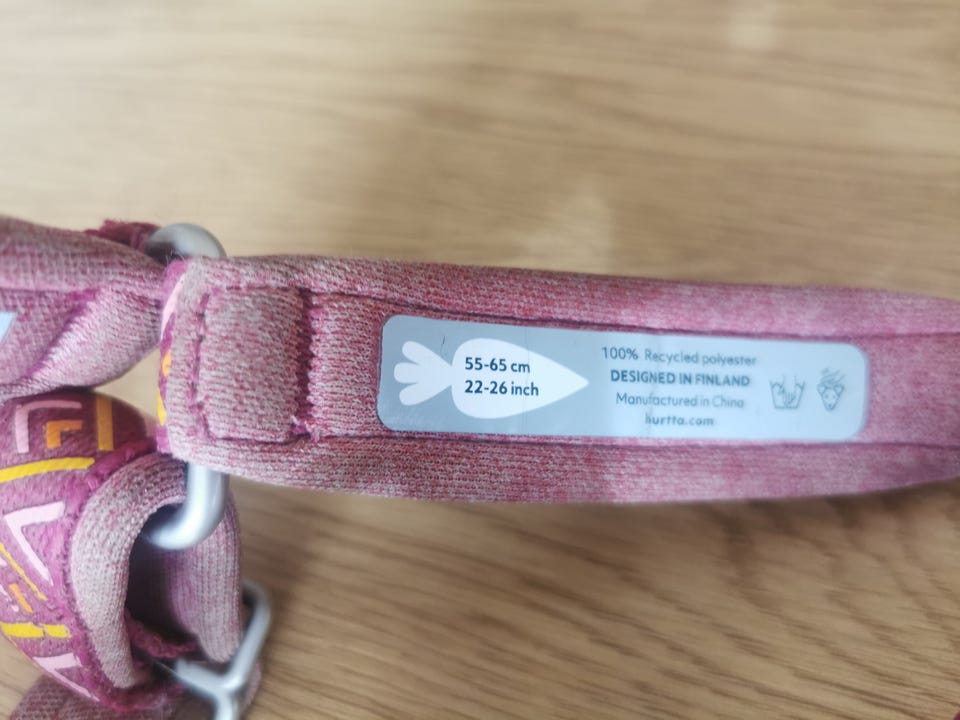 55-65 cm
22-26 inch
100% Recycled polyester
DESIGNED IN FINLAND
Manufactured in China
hurtta.com